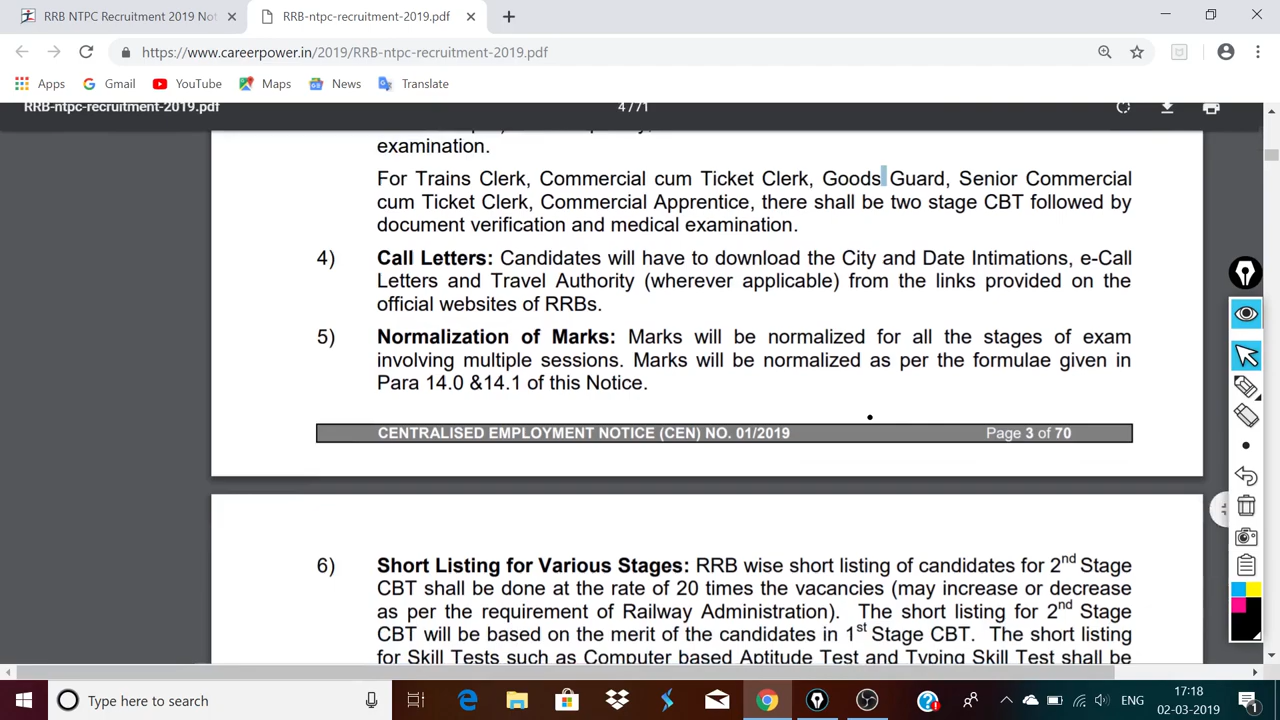 RRB NTPC Recruitment 2019 Not
RRB-ntpc-recruitment-2019.pdf
https://www.careerpower.in/2019/RRB-ntpc-recruitment-2019.pdf
Apps Gmail YouTube Maps News Translate
RRB-ntpc-recruitment-2019.pdf 4/71
examination.
For Trains Clerk, Commercial cum Ticket Clerk, Goods Guard, Senior Commercial
cum Ticket Clerk, Commercial Apprentice, there shall be two stage CBT followed by
document verification and medical examination.
4) Call Letters: Candidates will have to download the City and Date Intimations, e-Call
Letters and Travel Authority (wherever applicable) from the links provided on the
official websites of RRBs.
5) Normalization of Marks: Marks will be normalized for all the stages of exam
involving multiple sessions. Marks will be normalized as per the formulae given in
Para 14.0 &14.1 of this Notice.
CENTRALISED EMPLOYMENT NOTICE (CEN) NO. 01/2019 Page 3 of 70
6) Short Listing for Various Stages: RRB wise short listing of candidates for 2nd Stage
CBT shall be done at the rate of 20 times the vacancies (may increase or decrease
as per the requirement of Railway Administration). The short listing for 2nd Stage
CBT will be based on the merit of the candidates in 1st Stage CBT. The short listing
for Skill Tests such as Computer based Aptitude Test and Typing Skill Test shall be
Type here to search
ENG
17:18
02-03-2019
1